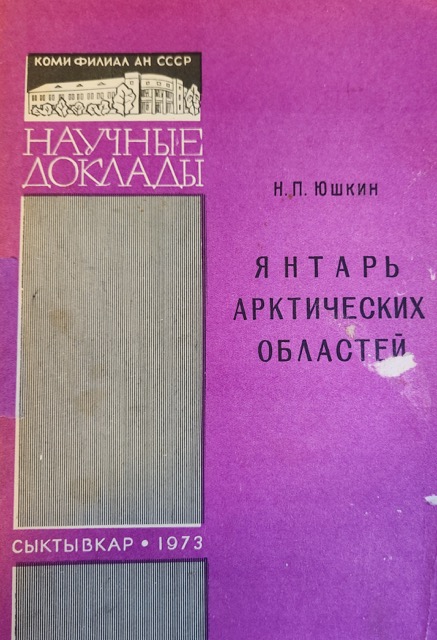 КОМИ ФИЛИАЛ АН СССР
НАУЧНЫЕ
ДОКЛАДЫ
Н. П. ЮШКИН
ЯНТАРЬ
АРКТИЧЕСКИХ
ОБЛАСТЕЙ
СЫКТЫВКАР • 1973